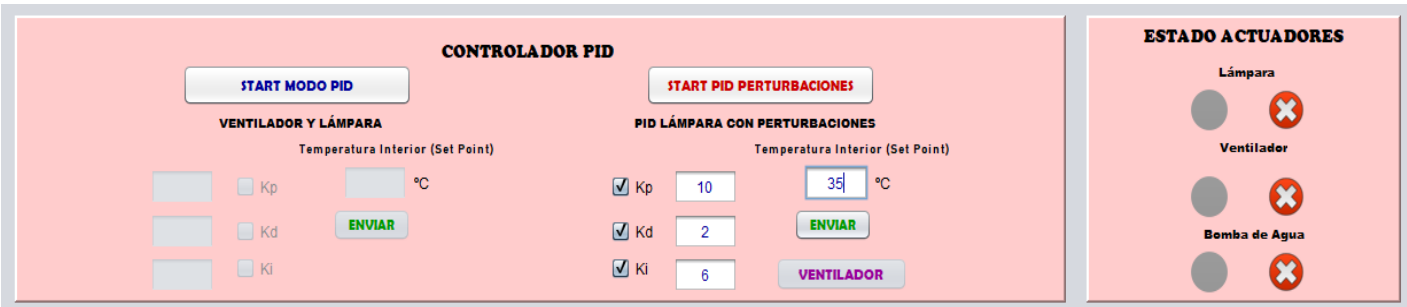 CONTROLADOR PID
START MODO PID
VENTILADOR Y LÁMPARA
Temperatura Interior (Set Point)
Kp
ºC
Kd
ENVIAR
Ki
START PID PERTURBACIONES
PID LÁMPARA CON PERTURBACIONES
Temperatura Interior (Set Point)
Kp 10
35 ºC
Kd 2
ENVIAR
Ki 6
VENTILADOR
ESTADO ACTUADORES
Lámpara
Ventilador
Bomba de Agua